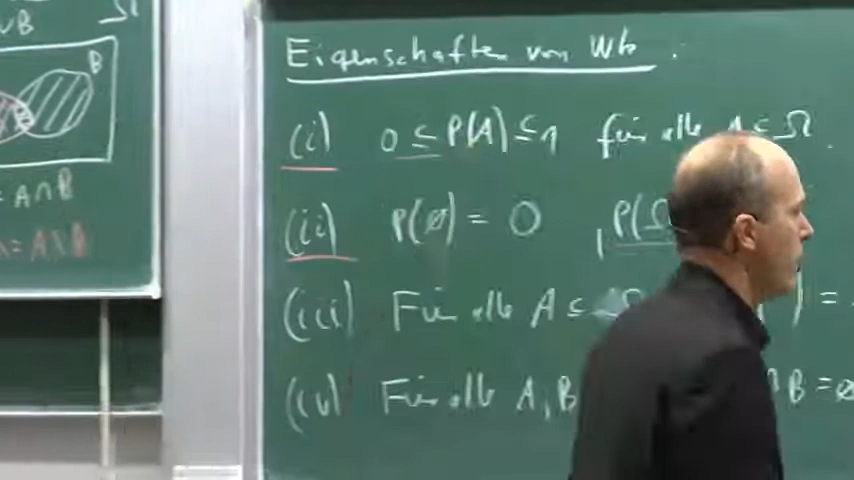 Ω
∪B
B
= A∩B
= A\B
Eigenschaften von Wk.
(i) 0 ≤ P(A) ≤ 1 für alle A ⊆ Ω.
(ii) P(∅) = 0 P(Ω
(iii) Für alle A ⊆ Ω ) =
(iv) Für alle A, B ∩B = ∅